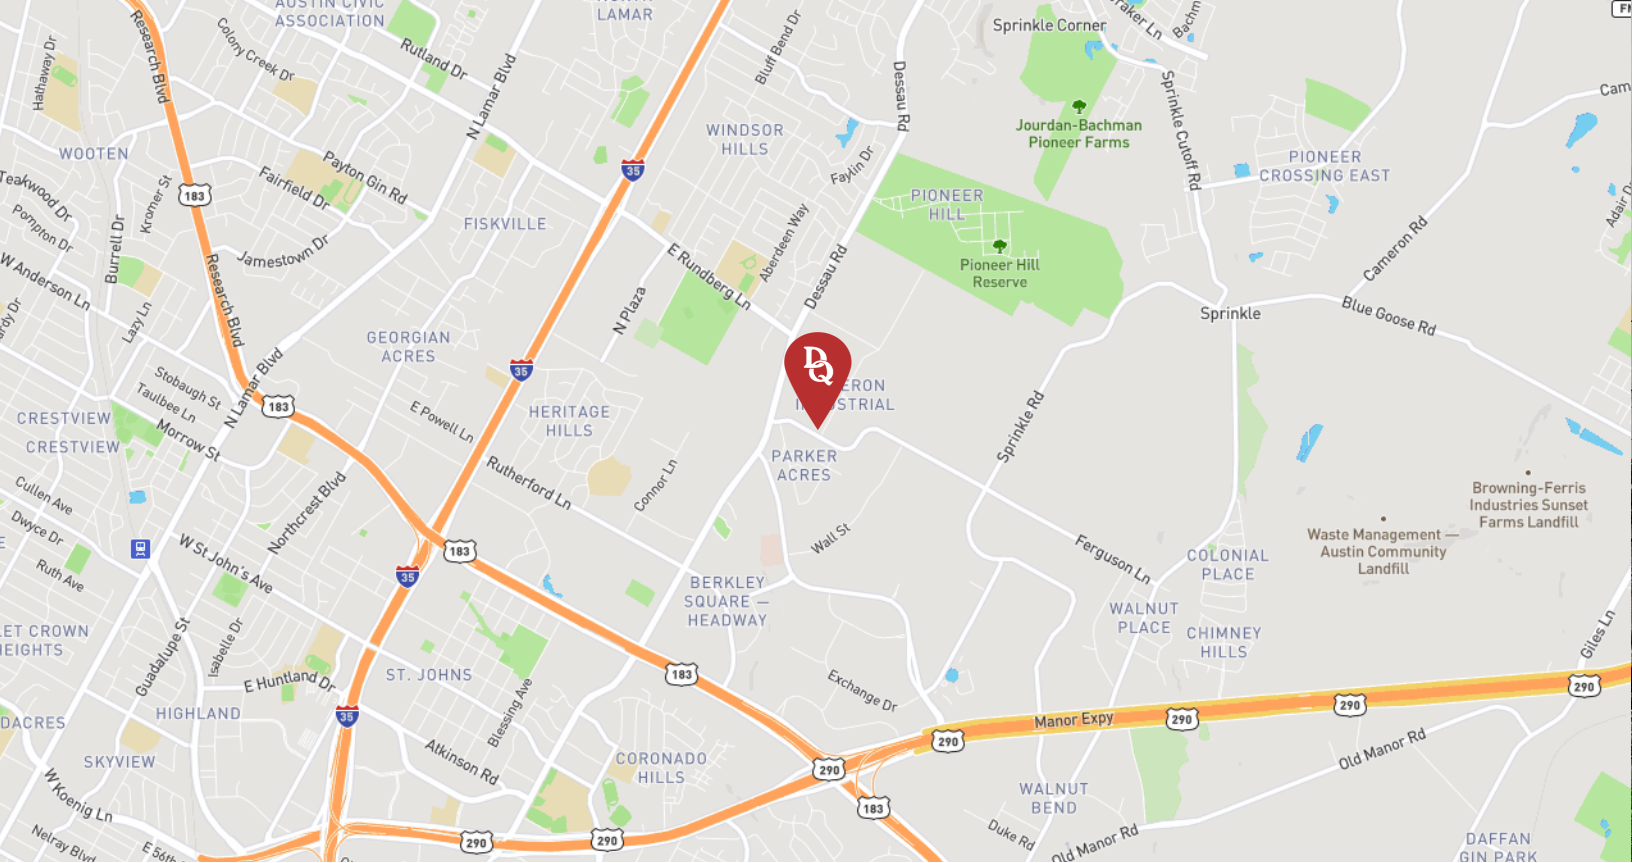 AUSTIN CIVIC
ASSOCIATION
LAMAR
Sprinkle Corner
Research Blvd
Colony Creek Dr
Rutland Dr
Hathaway Dr
N Lamar Blvd
Bluff Bend Dr
Dessau Rd
Sprinkle Cutoff Rd
WINDSOR
HILLS
Jourdan-Bachman
Pioneer Farms
WOOTEN
PIONEER
CROSSING EAST
35
Faylin Dr
Payton Gin Rd
Fairfield Dr
Teakwood Dr
Kromer St
183
PIONEER
HILL
Pompton Dr
Burrell Dr
FISKVILLE
Aberdeen Way
Cameron Rd
Jamestown Dr
E Rundberg Ln
Dessau Rd
Pioneer Hill
Reserve
W Anderson Ln
Research Blvd
N Plaza
Sprinkle
Blue Goose Rd
Lazy Ln
GEORGIAN
ACRES
35
DQ
N Lamar Blvd
Stobaugh St
Taulbee Ln
183
CRESTVIEW
CRESTVIEW
Morrow St
E Powell Ln
HERITAGE
HILLS
Sprinkle Rd
PARKER
ACRES
Rutherford Ln
Connor Ln
Cullen Ave
Northcrest Blvd
Browning-Ferris
Industries Sunset
Farms Landfill
Dwyce Dr
Waste Management —
Austin Community
Landfill
Wall St
Ferguson Ln
183
W St John's Ave
Ruth Ave
35
COLONIAL
PLACE
BERKLEY
SQUARE —
HEADWAY
WALNUT
PLACE
CHIMNEY
HILLS
Giles Ln
Guadalupe St
Isabelle Dr
E Huntland Dr
ST. JOHNS
183
Exchange Dr
290
HIGHLAND
35
Blessing Ave
Manor Expy
290
290
290
Old Manor Rd
SKYVIEW
Atkinson Rd
CORONADO
HILLS
290
183
WALNUT
BEND
W Koenig Ln
Nelray Blvd
E 56th
290
290
Duke Rd
Old Manor Rd
DAFFAN
GIN PARK